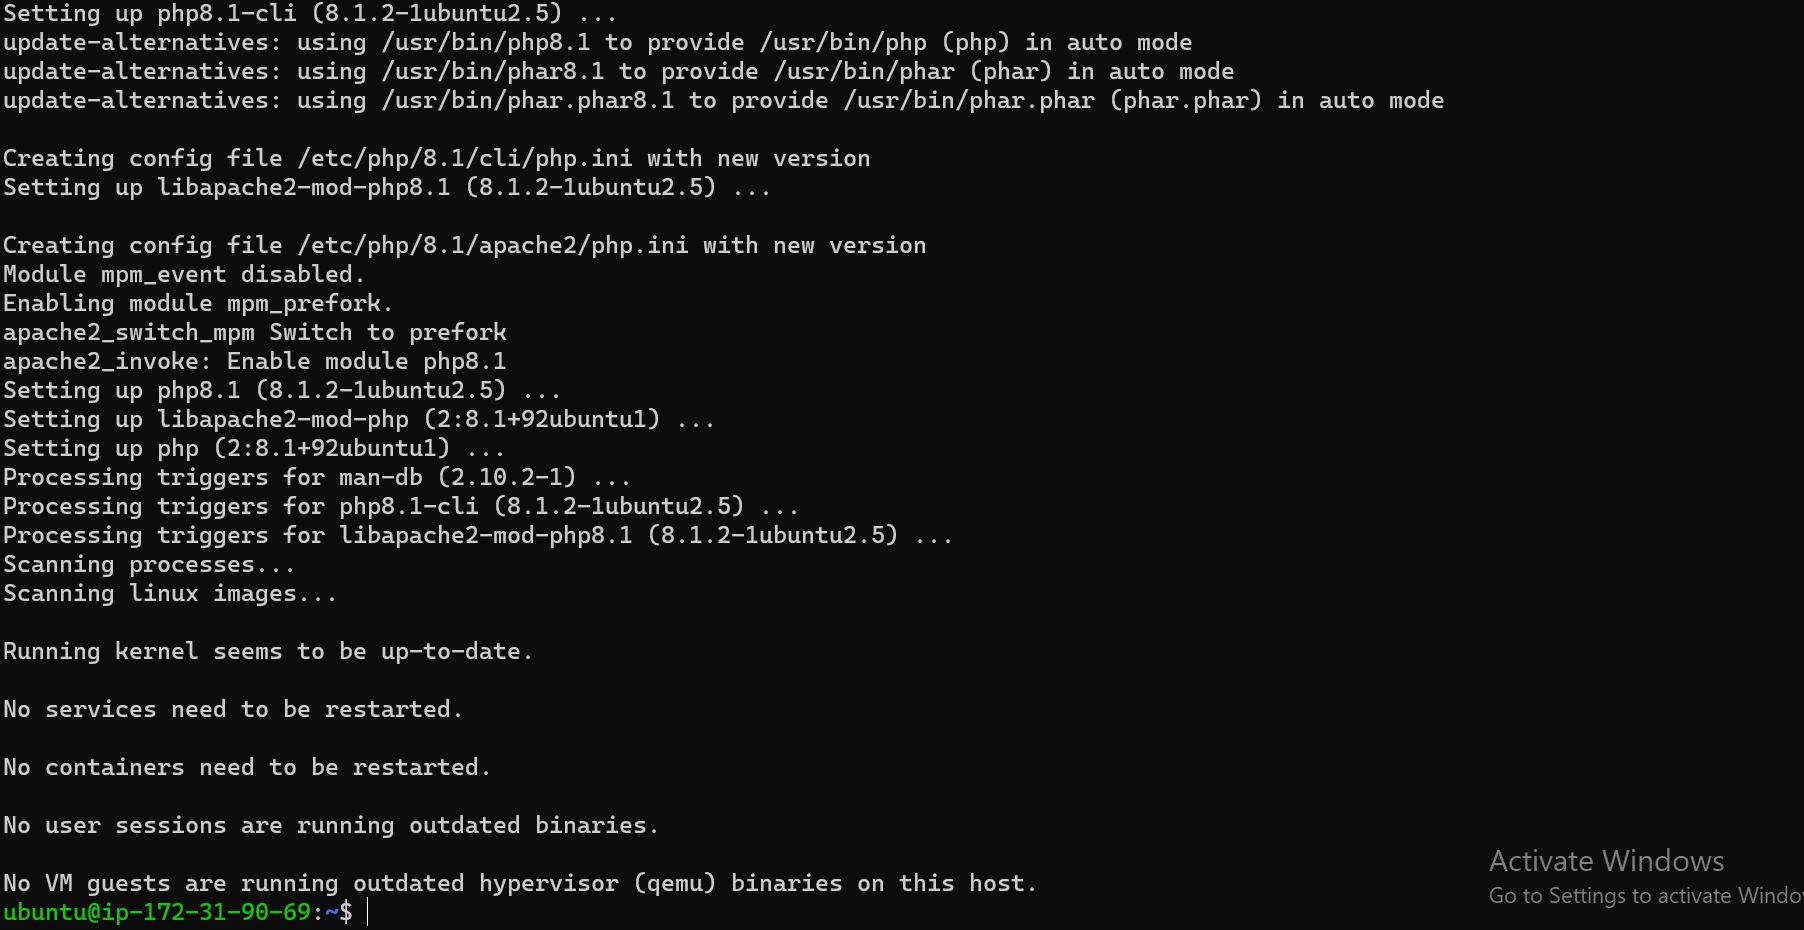 Setting up php8.1-cli (8.1.2-1ubuntu2.5) ...
update-alternatives: using /usr/bin/php8.1 to provide /usr/bin/php (php) in auto mode
update-alternatives: using /usr/bin/phar8.1 to provide /usr/bin/phar (phar) in auto mode
update-alternatives: using /usr/bin/phar.phar8.1 to provide /usr/bin/phar.phar (phar.phar) in auto mode
Creating config file /etc/php/8.1/cli/php.ini with new version
Setting up libapache2-mod-php8.1 (8.1.2-1ubuntu2.5) ...
Creating config file /etc/php/8.1/apache2/php.ini with new version
Module mpm_event disabled.
Enabling module mpm_prefork.
apache2_switch_mpm Switch to prefork
apache2_invoke: Enable module php8.1
Setting up php8.1 (8.1.2-1ubuntu2.5) ...
Setting up libapache2-mod-php (2:8.1+92ubuntu1) ...
Setting up php (2:8.1+92ubuntu1) ...
Processing triggers for man-db (2.10.2-1) ...
Processing triggers for php8.1-cli (8.1.2-1ubuntu2.5) ...
Processing triggers for libapache2-mod-php8.1 (8.1.2-1ubuntu2.5) ...
Scanning processes...
Scanning linux images...
Running kernel seems to be up-to-date.
No services need to be restarted.
No containers need to be restarted.
No user sessions are running outdated binaries.
No VM guests are running outdated hypervisor (qemu) binaries on this host.
ubuntu@ip-172-31-90-69:~$
Activate Windows
Go to Settings to activate Windo